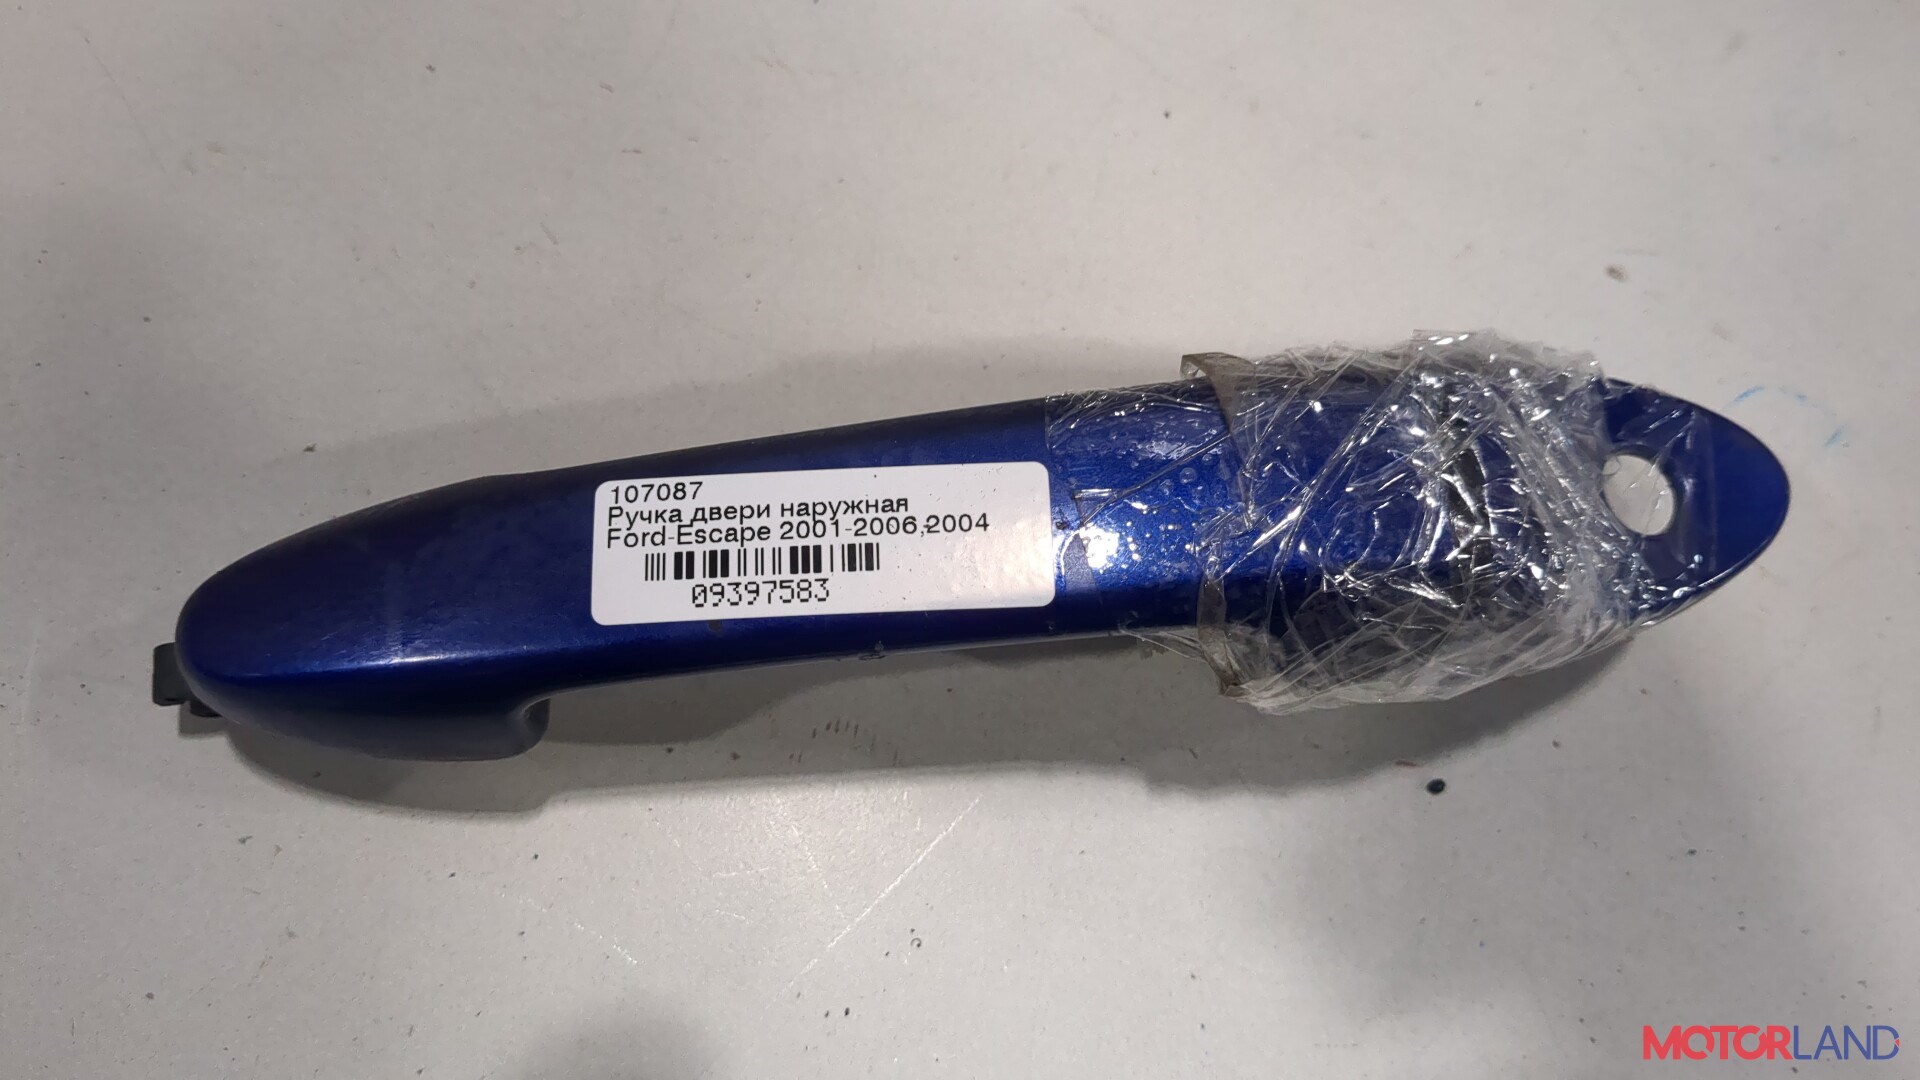 107087
Ручка двери наружная
Ford-Escape 2001-2006,2004
09397583
MOTORLAND